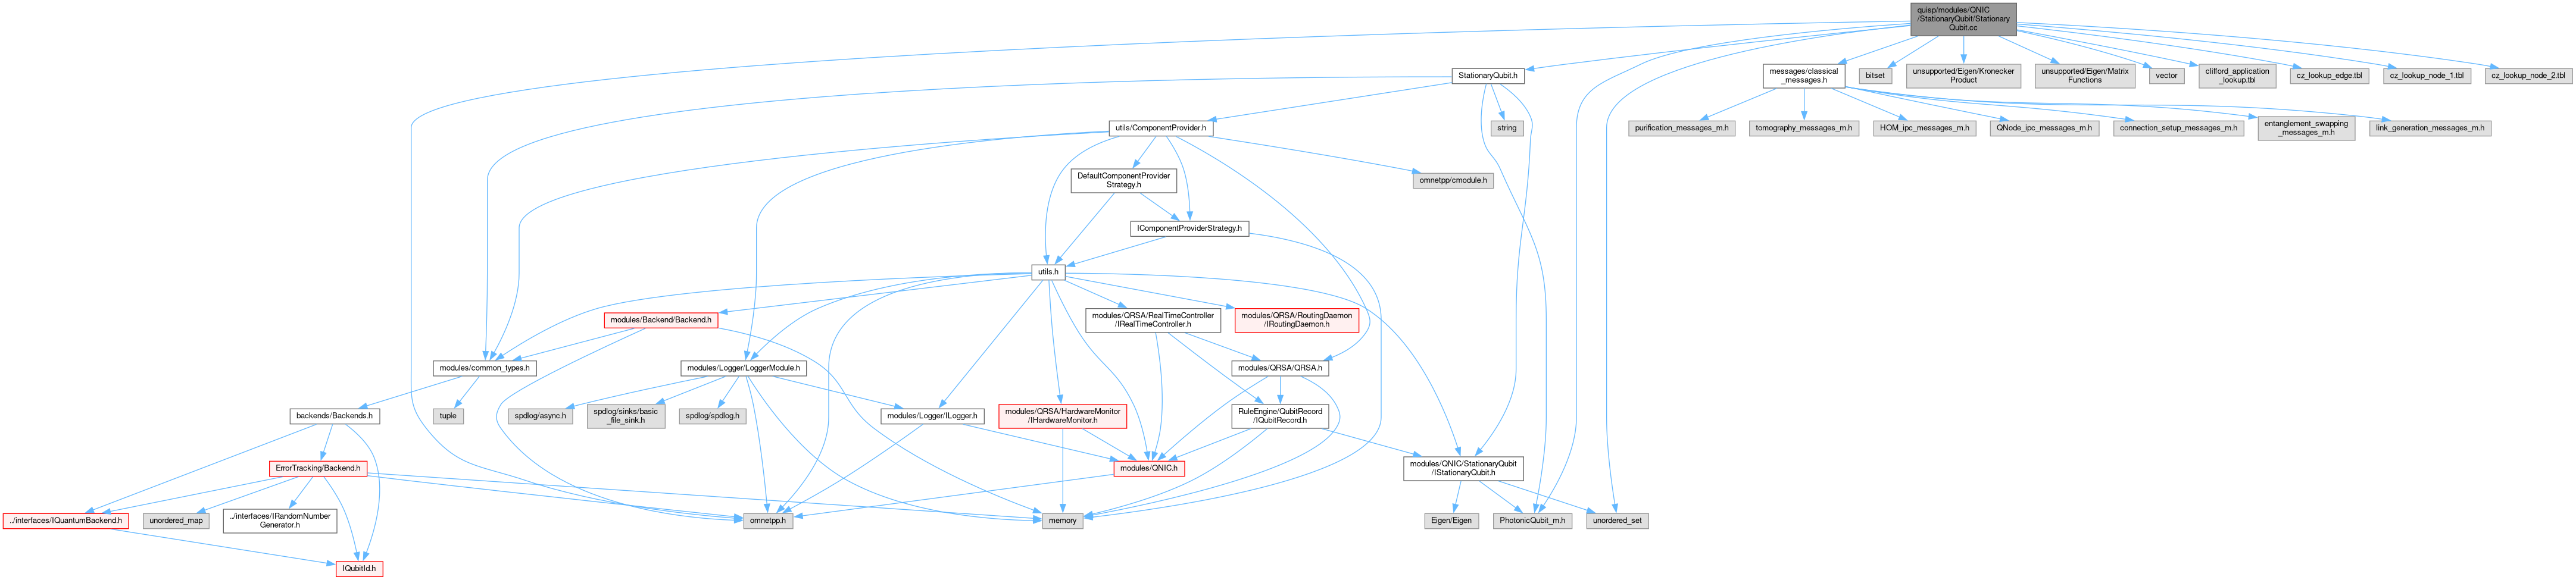 quisp/modules/QNIC
/StationaryQubit/Stationary
Qubit.cc
StationaryQubit.h
messages/classical
_messages.h
bitset
unsupported/Eigen/Kronecker
Product
unsupported/Eigen/Matrix
Functions
vector
clifford_application
_lookup.tbl
cz_lookup_edge.tbl
cz_lookup_node_1.tbl
cz_lookup_node_2.tbl
utils/ComponentProvider.h
string
purification_messages_m.h
tomography_messages_m.h
HOM_ipc_messages_m.h
QNode_ipc_messages_m.h
connection_setup_messages_m.h
entanglement_swapping
_messages_m.h
link_generation_messages_m.h
DefaultComponentProvider
Strategy.h
omnetpp/cmodule.h
IComponentProviderStrategy.h
utils.h
modules/Backend/Backend.h
modules/QRSA/RealTimeController
/IRealTimeController.h
modules/QRSA/RoutingDaemon
/IRoutingDaemon.h
modules/common_types.h
modules/Logger/LoggerModule.h
modules/QRSA/QRSA.h
backends/Backends.h
tuple
spdlog/async.h
spdlog/sinks/basic
_file_sink.h
spdlog/spdlog.h
modules/Logger/ILogger.h
modules/QRSA/HardwareMonitor
/IHardwareMonitor.h
RuleEngine/QubitRecord
/IQubitRecord.h
ErrorTracking/Backend.h
modules/QNIC.h
modules/QNIC/StationaryQubit
/IStationaryQubit.h
../interfaces/IQuantumBackend.h
unordered_map
../interfaces/IRandomNumber
Generator.h
omnetpp.h
memory
Eigen/Eigen
PhotonicQubit_m.h
unordered_set
IQubitId.h